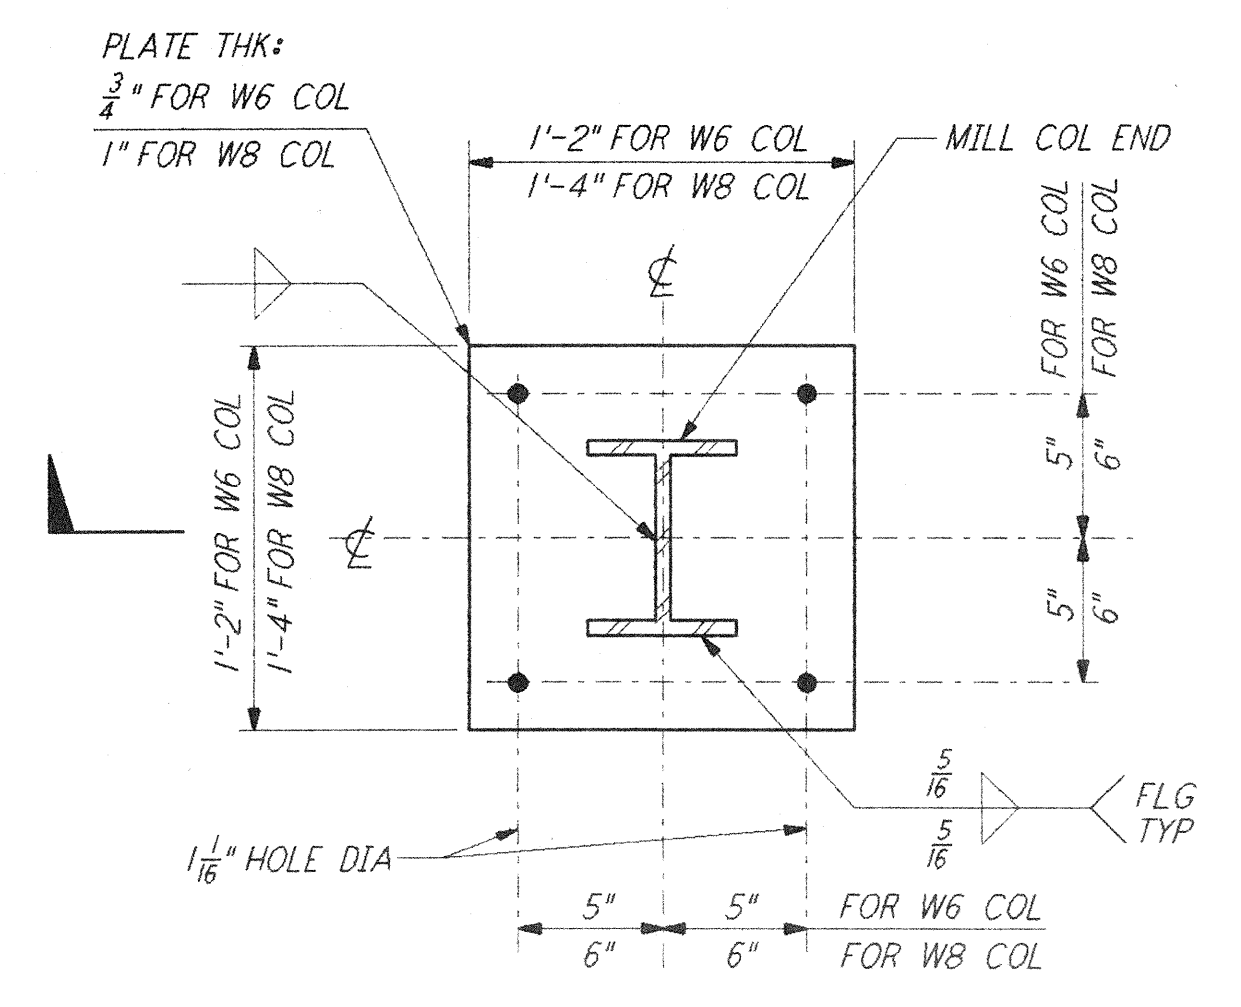 PLATE THK:
3/4" FOR W6 COL
1" FOR W8 COL
1'-2" FOR W6 COL
1'-4" FOR W8 COL
MILL COL END
FOR W6 COL
FOR W8 COL
℄
1'-2" FOR W6 COL
1'-4" FOR W8 COL
℄
5"
6"
5"
6"
5/16
5/16
FLG
TYP
1 1/16" HOLE DIA
5"
5"
FOR W6 COL
6"
6"
FOR W8 COL